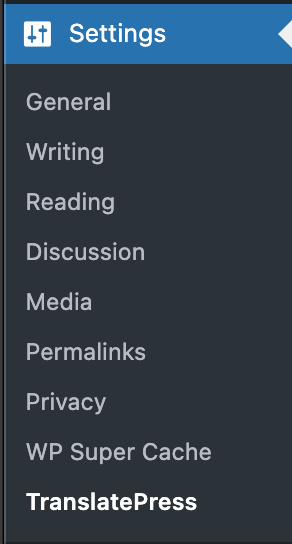 Settings
General
Writing
Reading
Discussion
Media
Permalinks
Privacy
WP Super Cache
TranslatePress